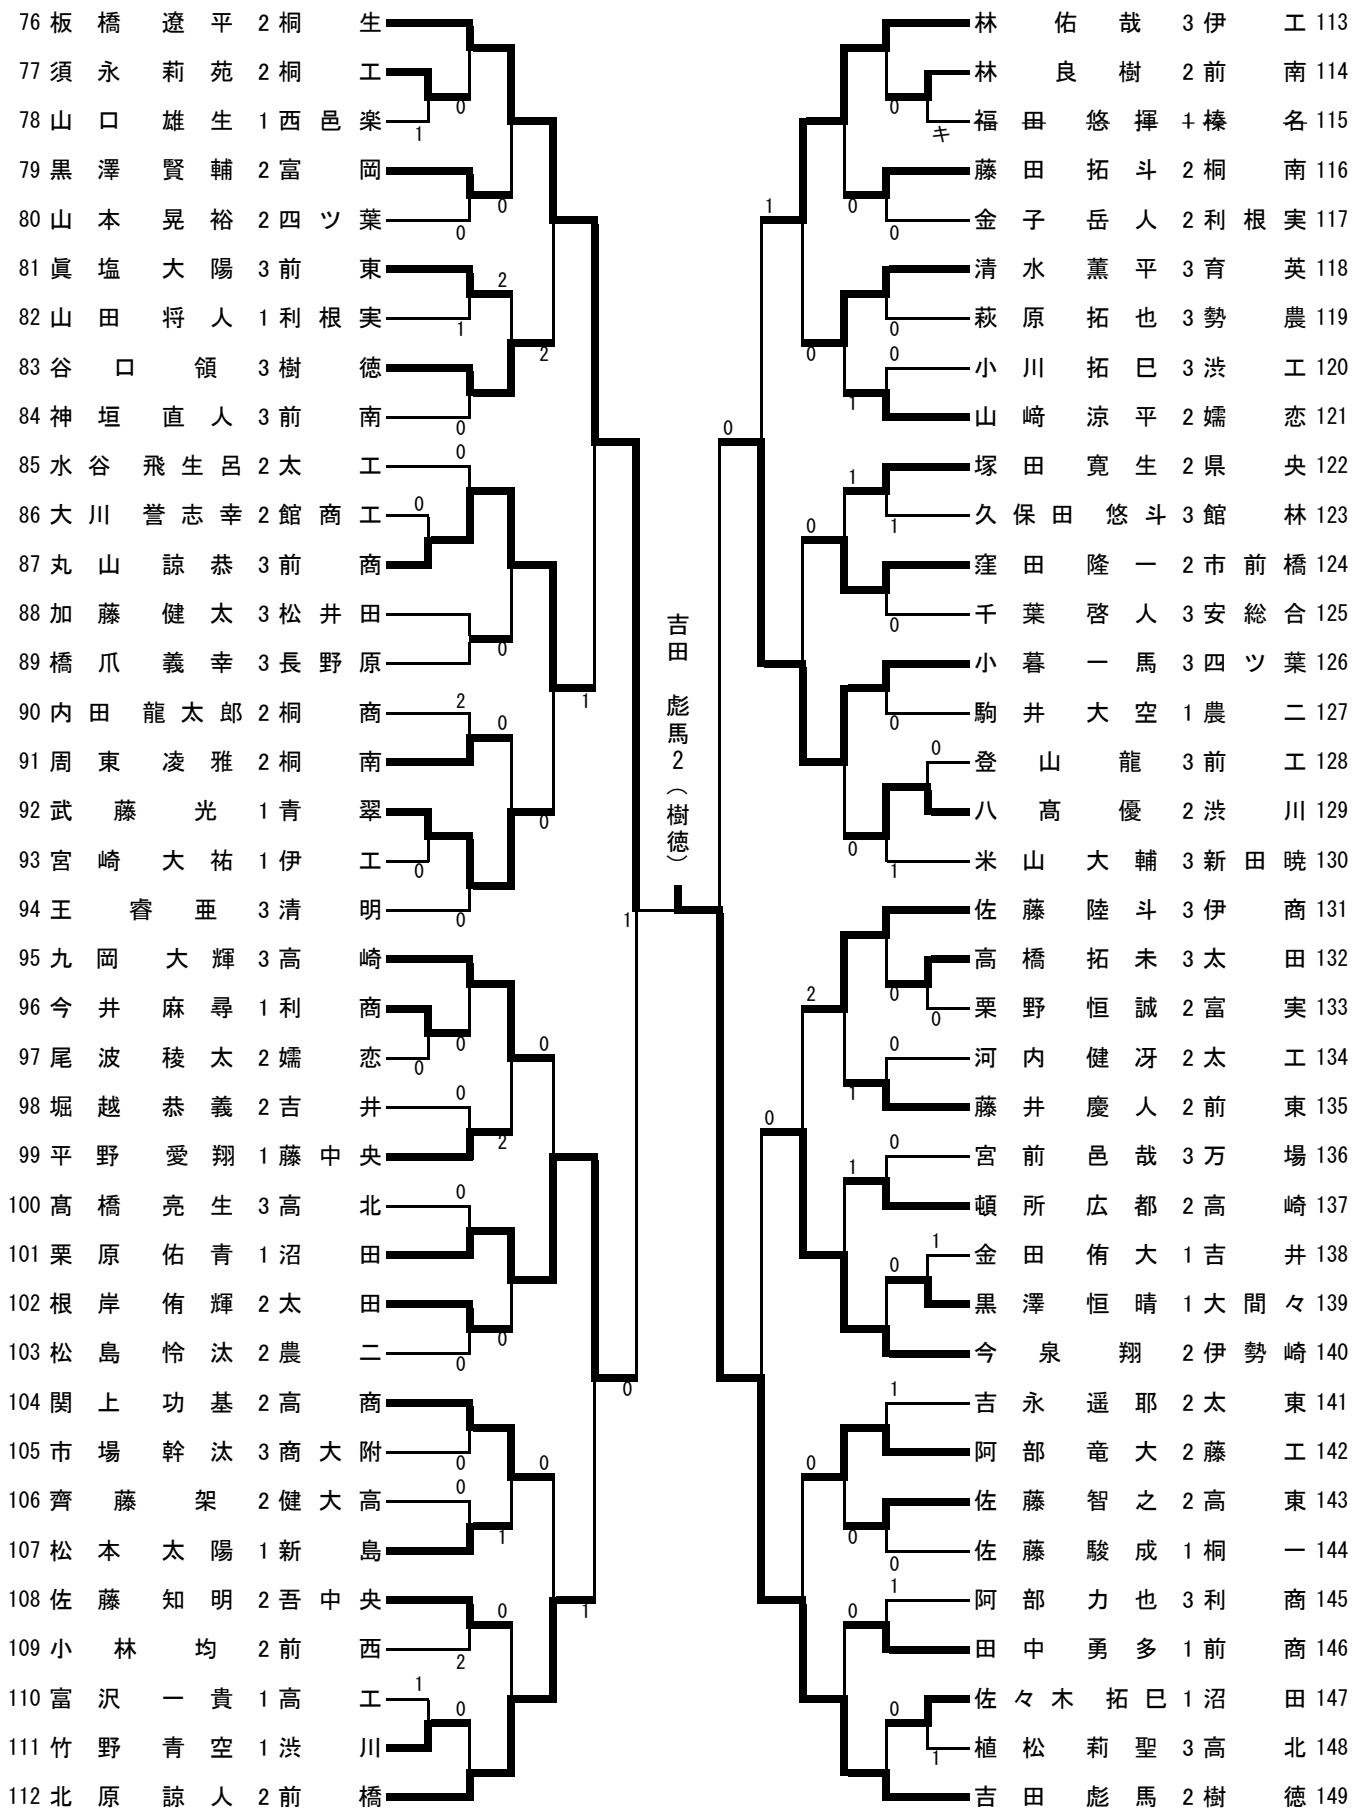 76 板橋 遼平 2 桐生
77 須永 莉苑 2 桐工
78 山口 雄生 1 西邑楽
79 黒澤 賢輔 2 富岡
80 山本 晃裕 2 四ツ葉
81 眞塩 大陽 3 前東
82 山田 将人 1 利根実
83 谷口 領 3 樹徳
84 神垣 直人 3 前南
85 水谷 飛生呂 2 太工
86 大川 誉志幸 2 館商工
87 丸山 諒恭 3 前商
88 加藤 健太 3 松井田
89 橋爪 義幸 3 長野原
90 内田 龍太郎 2 桐商
91 周東 凌雅 2 桐南
92 武藤 光 1 青翠
93 宮崎 大祐 1 伊工
94 王 睿亜 3 清明
95 九岡 大輝 3 高崎
96 今井 麻尋 1 利商
97 尾波 稜太 2 嬬恋
98 堀越 恭義 2 吉井
99 平野 愛翔 1 藤中央
100 髙橋 亮生 3 高北
101 栗原 佑青 1 沼田
102 根岸 侑輝 2 太田
103 松島 怜汰 2 農二
104 関上 功基 2 高商
105 市場 幹汰 3 商大附
106 齊藤 架 2 健大高
107 松本 太陽 1 新島
108 佐藤 知明 2 吾中央
109 小林 均 2 前西
110 富沢 一貴 1 高工
111 竹野 青空 1 渋川
112 北原 諒人 2 前橋
吉田 彪馬2(樹徳)
林 佑哉 3 伊工 113
林 良樹 2 前南 114
福田 悠揮 1 榛名 115
キ
藤田 拓斗 2 桐南 116
金子 岳人 2 利根実 117
清水 薫平 3 育英 118
萩原 拓也 3 勢農 119
小川 拓巳 3 渋工 120
山﨑 涼平 2 嬬恋 121
塚田 寛生 2 県央 122
久保田 悠斗 3 館林 123
窪田 隆一 2 市前橋 124
千葉 啓人 3 安総合 125
小暮 一馬 3 四ツ葉 126
駒井 大空 1 農二 127
登山 龍 3 前工 128
八髙 優 2 渋川 129
米山 大輔 3 新田暁 130
佐藤 陸斗 3 伊商 131
高橋 拓未 3 太田 132
栗野 恒誠 2 富実 133
河内 健冴 2 太工 134
藤井 慶人 2 前東 135
宮前 邑哉 3 万場 136
頓所 広都 2 高崎 137
金田 侑大 1 吉井 138
黒澤 恒晴 1 大間々 139
今泉 翔 2 伊勢崎 140
吉永 遥耶 2 太東 141
阿部 竜大 2 藤工 142
佐藤 智之 2 高東 143
佐藤 駿成 1 桐一 144
阿部 力也 3 利商 145
田中 勇多 1 前商 146
佐々木 拓巳 1 沼田 147
植松 莉聖 3 高北 148
吉田 彪馬 2 樹徳 149